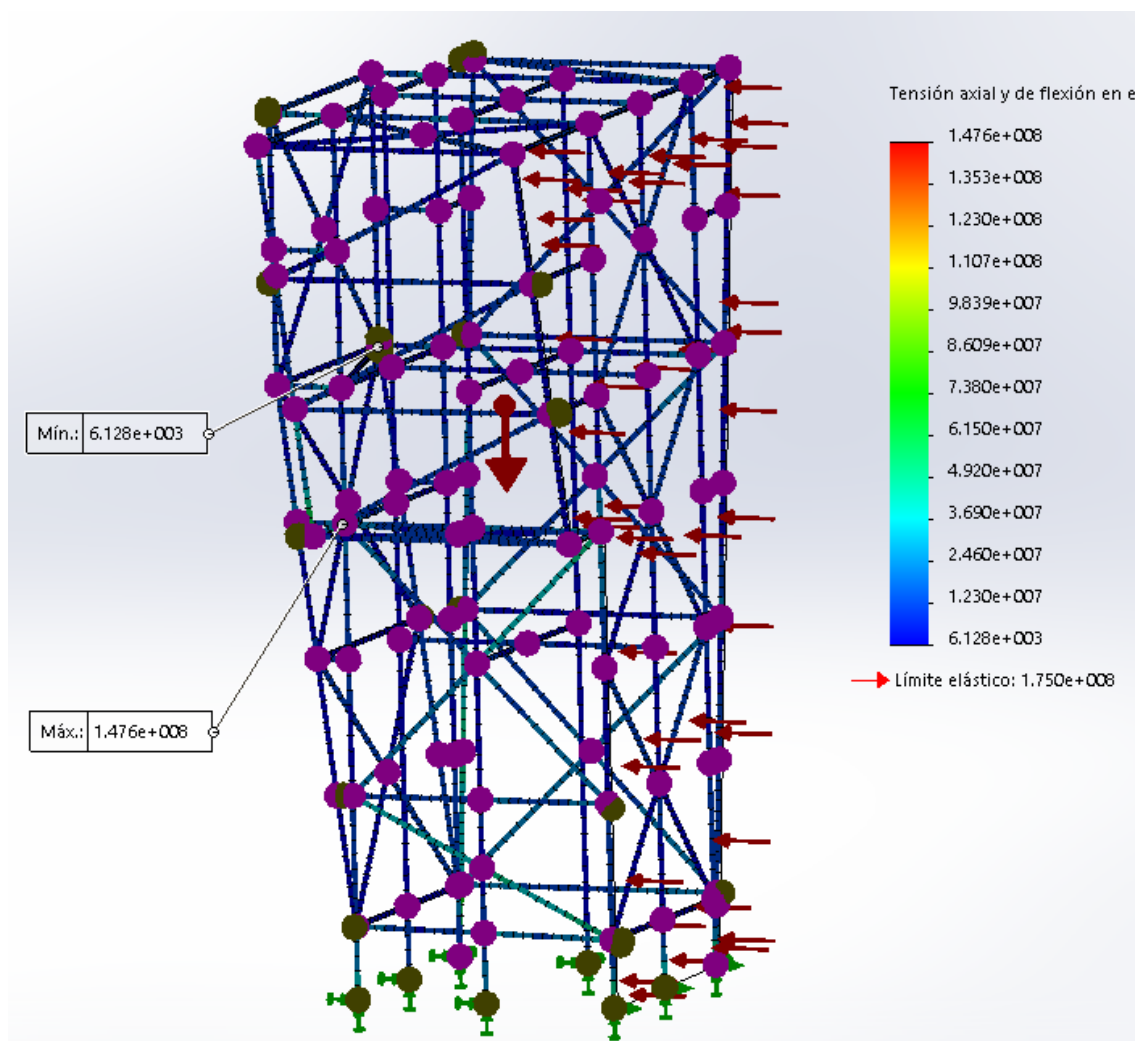 Tensión axial y de flexión en e
1.476e+008
1.353e+008
1.230e+008
1.107e+008
9.839e+007
8.609e+007
7.380e+007
6.150e+007
4.920e+007
3.690e+007
2.460e+007
1.230e+007
6.128e+003
Límite elástico: 1.750e+008
Mín.: 6.128e+003
Máx.: 1.476e+008